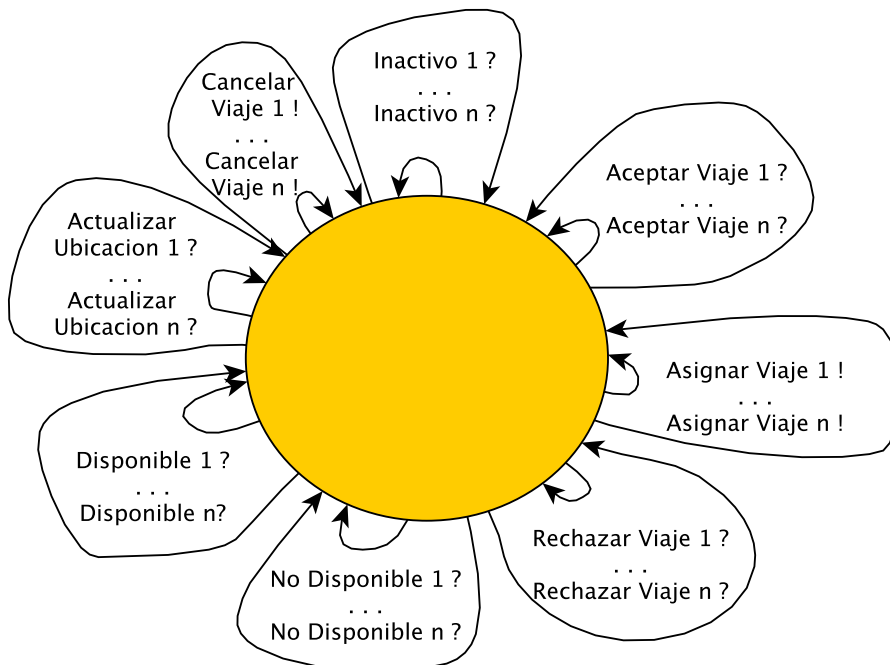 Inactivo 1 ?
. . .
Inactivo n ?
Cancelar
Viaje 1 !
. . .
Cancelar
Viaje n !
Aceptar Viaje 1 ?
. . .
Aceptar Viaje n ?
Actualizar
Ubicacion 1 ?
. . .
Actualizar
Ubicacion n ?
Asignar Viaje 1 !
. . .
Asignar Viaje n !
Disponible 1 ?
. . .
Disponible n?
Rechazar Viaje 1 ?
. . .
Rechazar Viaje n ?
No Disponible 1 ?
. . .
No Disponible n ?